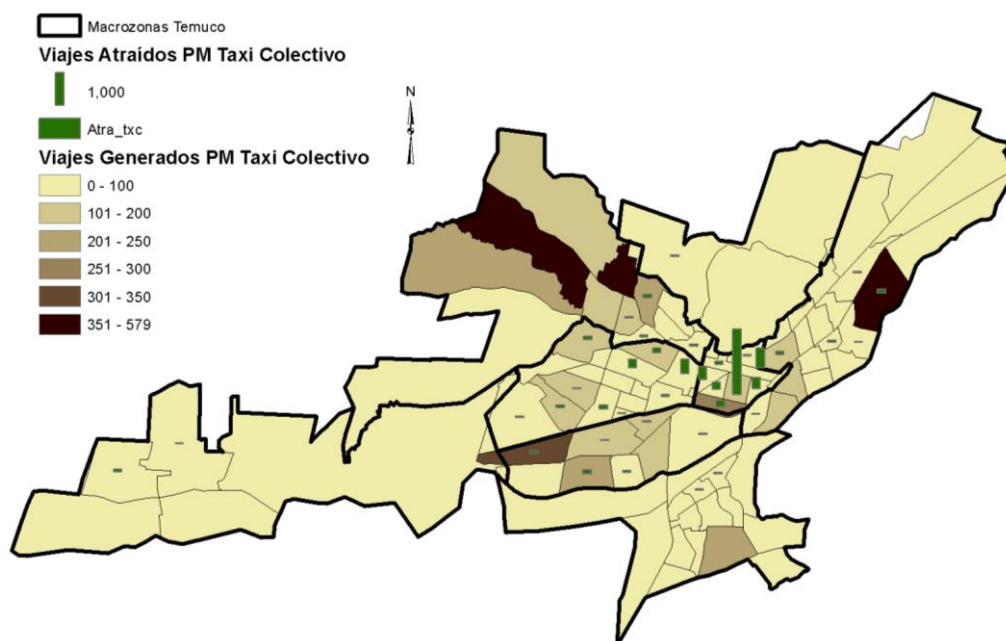 Macrozonas Temuco
Viajes Atraídos PM Taxi Colectivo
1,000
Atra_txc
Viajes Generados PM Taxi Colectivo
0 - 100
101 - 200
201 - 250
251 - 300
301 - 350
351 - 579
N